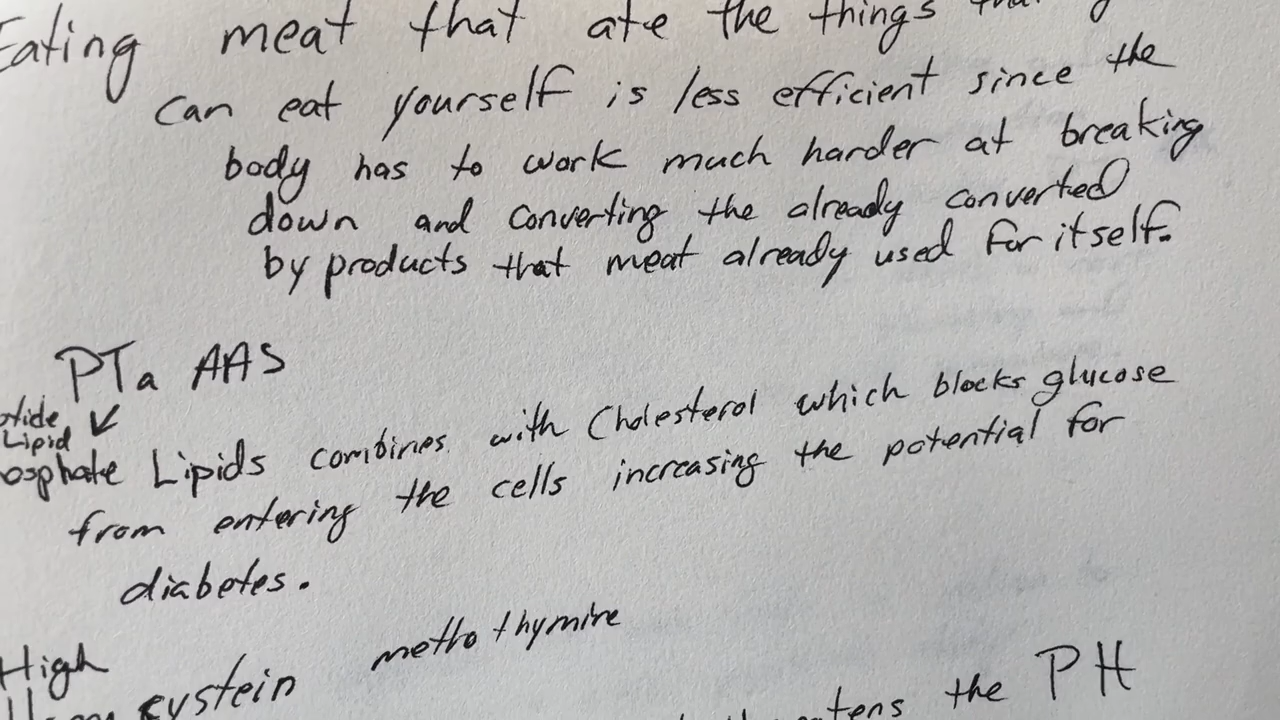 Eating meat that ate the things
can eat yourself is less efficient since the
body has to work much harder at breaking
down and converting the already converted
by products that meat already used for itself.
PTa AAS
Lipid
Lipids combines with Cholesterol which blocks glucose
from entering the cells increasing the potential for
diabetes.
High
metho thymire
cystein
the PH